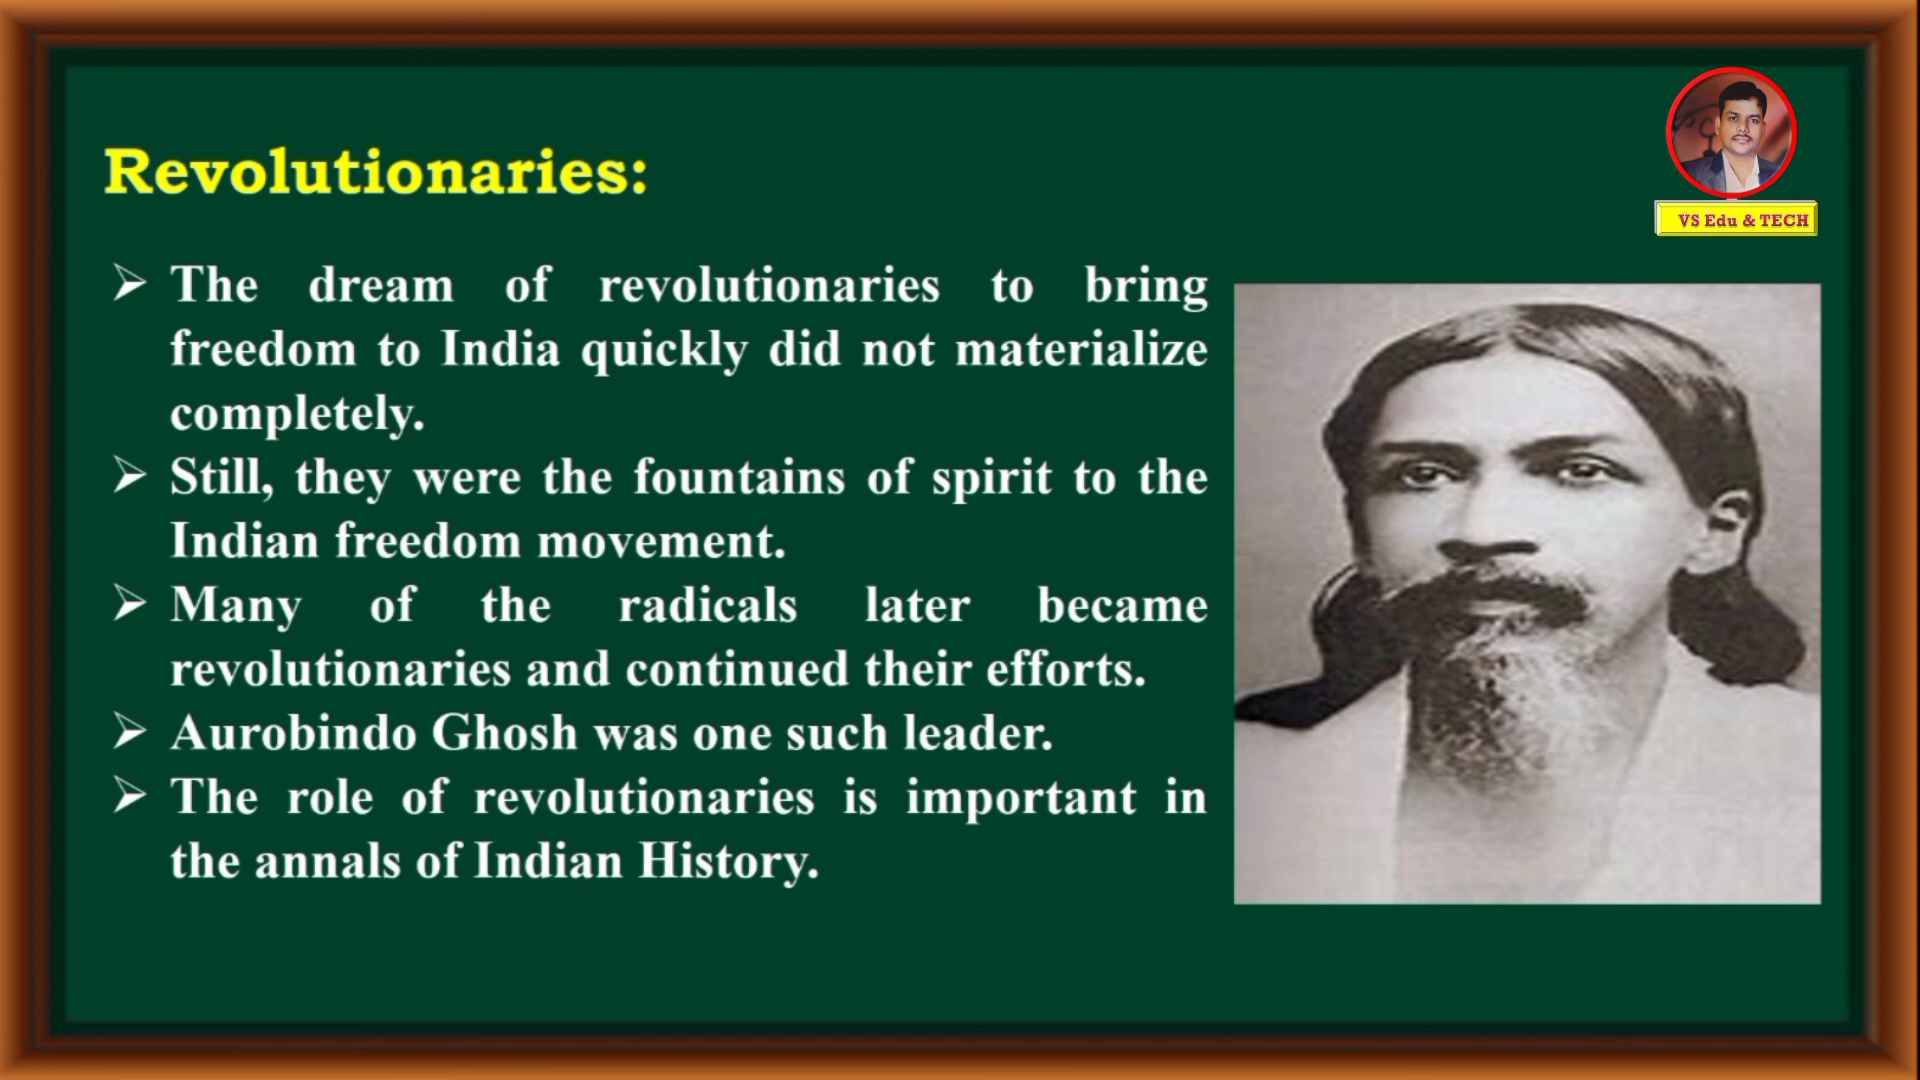 VS Edu & TECH
Revolutionaries:
➢ The dream of revolutionaries to bring
freedom to India quickly did not materialize
completely.
➢ Still, they were the fountains of spirit to the
Indian freedom movement.
➢ Many of the radicals later became
revolutionaries and continued their efforts.
➢ Aurobindo Ghosh was one such leader.
➢ The role of revolutionaries is important in
the annals of Indian History.